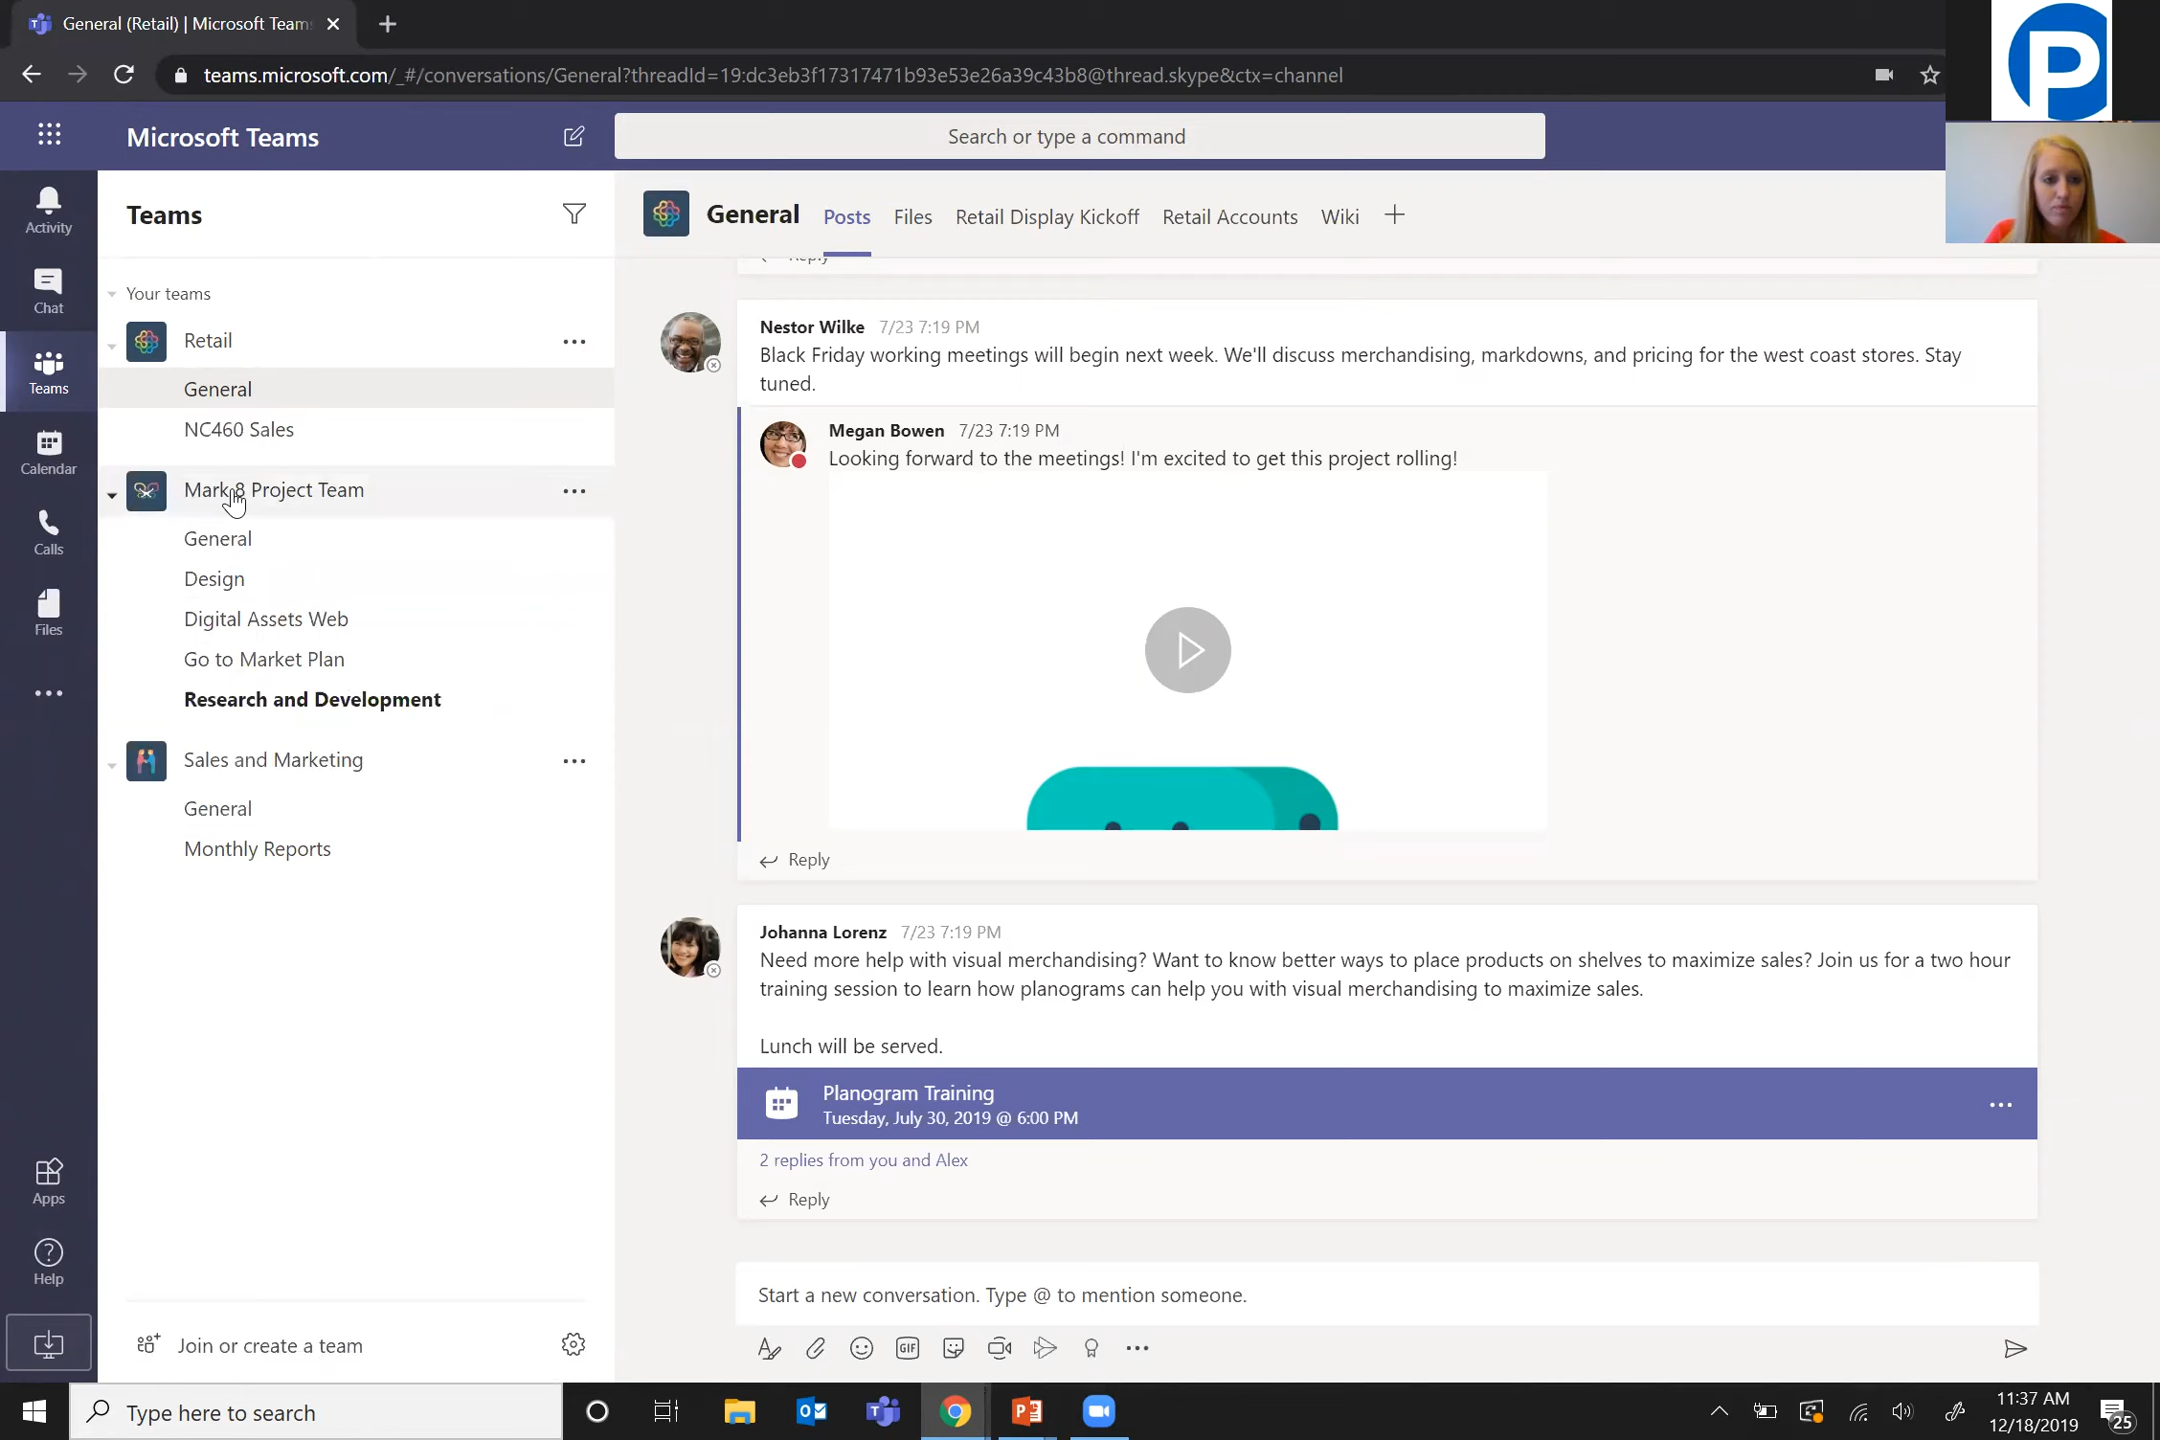 General (Retail) | Microsoft Team
teams.microsoft.com/_#/conversations/General?threadId=19:dc3eb3f17317471b93e53e26a39c43b8@thread.skype&ctx=channel
P
Microsoft Teams
Search or type a command
Activity
Chat
Teams
Calendar
Calls
Files
Apps
Help
Teams
Your teams
Retail
General
NC460 Sales
Mark 8 Project Team
General
Design
Digital Assets Web
Go to Market Plan
Research and Development
Sales and Marketing
General
Monthly Reports
Join or create a team
General Posts Files Retail Display Kickoff Retail Accounts Wiki
Reply
Nestor Wilke 7/23 7:19 PM
Black Friday working meetings will begin next week. We'll discuss merchandising, markdowns, and pricing for the west coast stores. Stay
tuned.
Megan Bowen 7/23 7:19 PM
Looking forward to the meetings! I'm excited to get this project rolling!
Reply
Johanna Lorenz 7/23 7:19 PM
Need more help with visual merchandising? Want to know better ways to place products on shelves to maximize sales? Join us for a two hour
training session to learn how planograms can help you with visual merchandising to maximize sales.
Lunch will be served.
Planogram Training
Tuesday, July 30, 2019 @ 6:00 PM
2 replies from you and Alex
Reply
Start a new conversation. Type @ to mention someone.
GIF
Type here to search
11:37 AM
12/18/2019
25